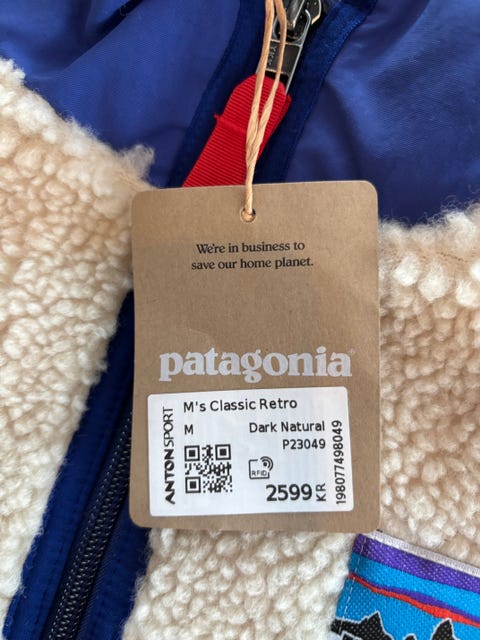 We're in business to
save our home planet.
patagonia®
M's Classic Retro
M Dark Natural
P23049
RFID
2599 KR
ANTON SPORT
198077498049